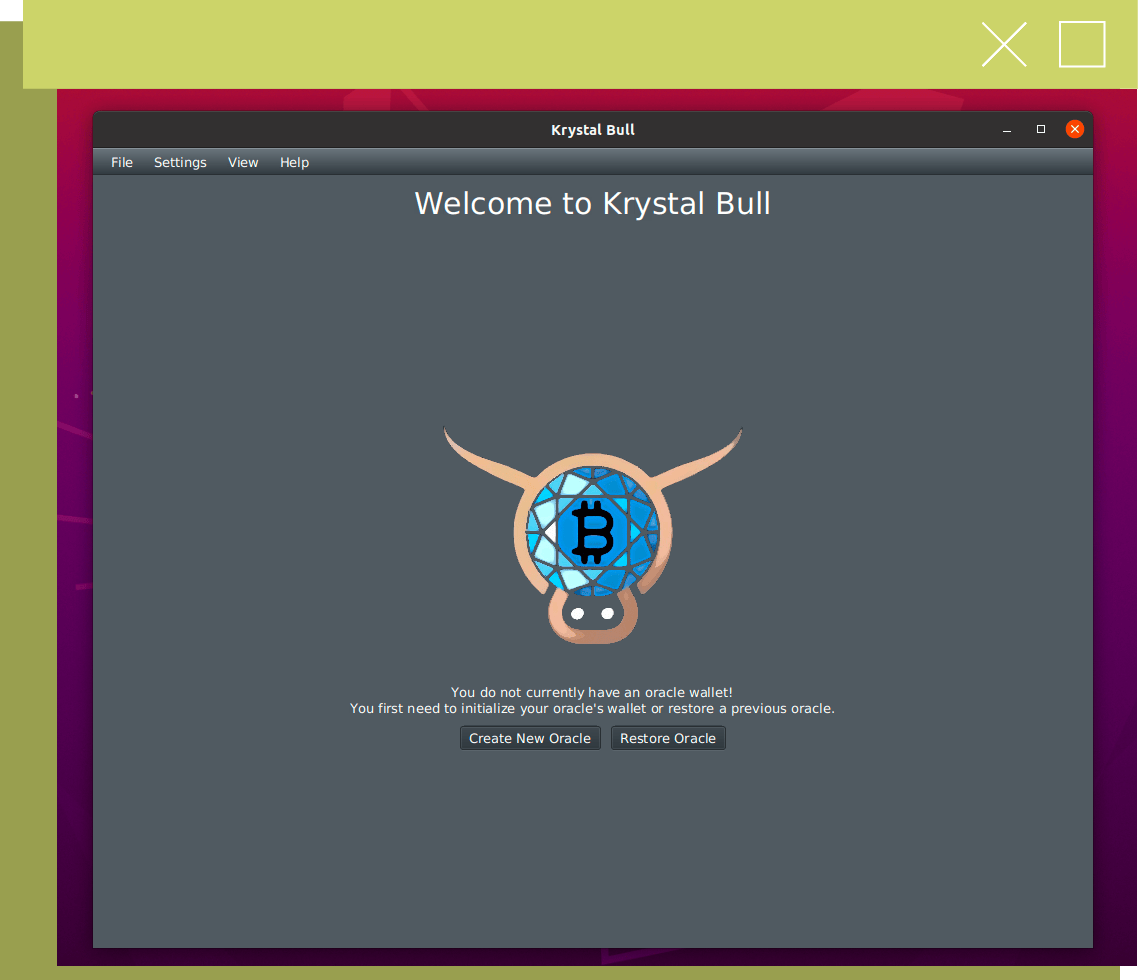 Krystal Bull
File Settings View Help
Welcome to Krystal Bull
You do not currently have an oracle wallet!
You first need to initialize your oracle's wallet or restore a previous oracle.
Create New Oracle Restore Oracle